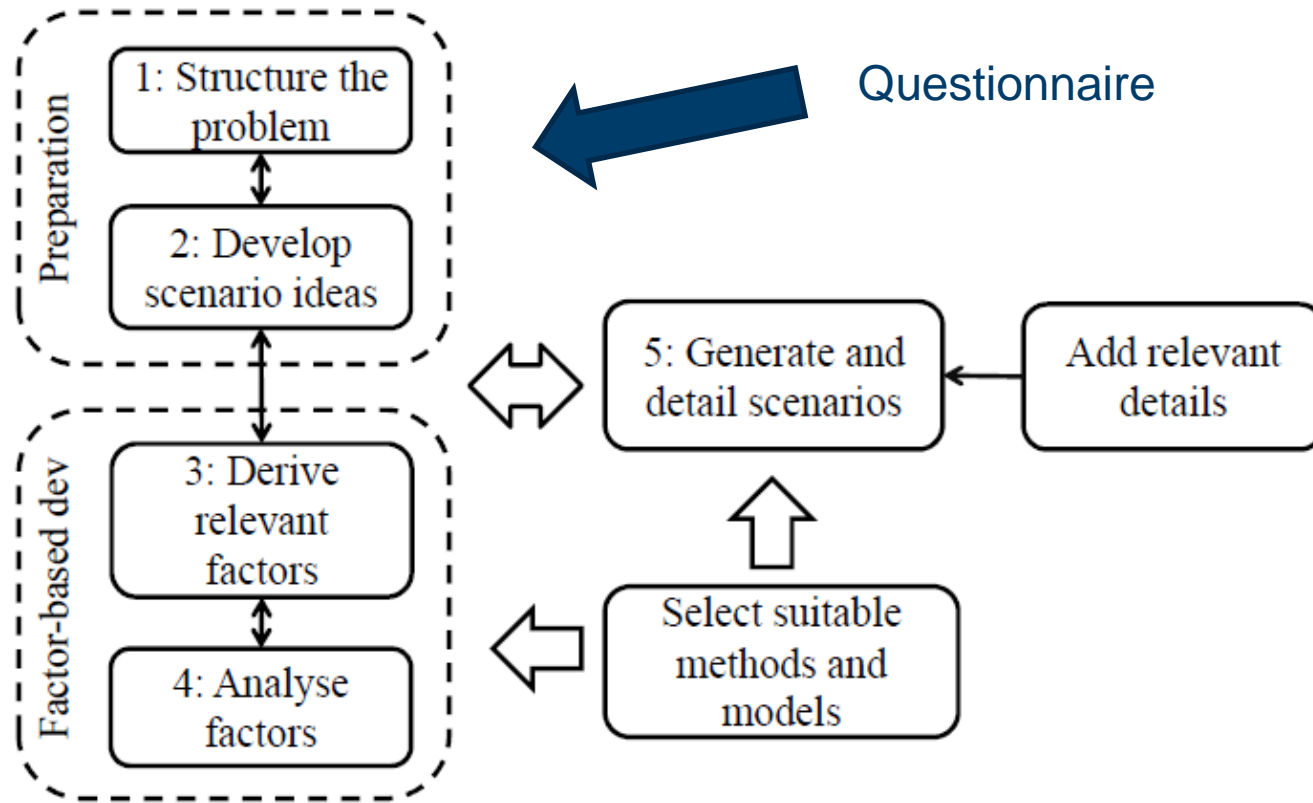 Preparation
1: Structure the
problem
2: Develop
scenario ideas
Questionnaire
Factor-based dev
3: Derive
relevant
factors
4: Analyse
factors
5: Generate and
detail scenarios
Add relevant
details
Select suitable
methods and
models